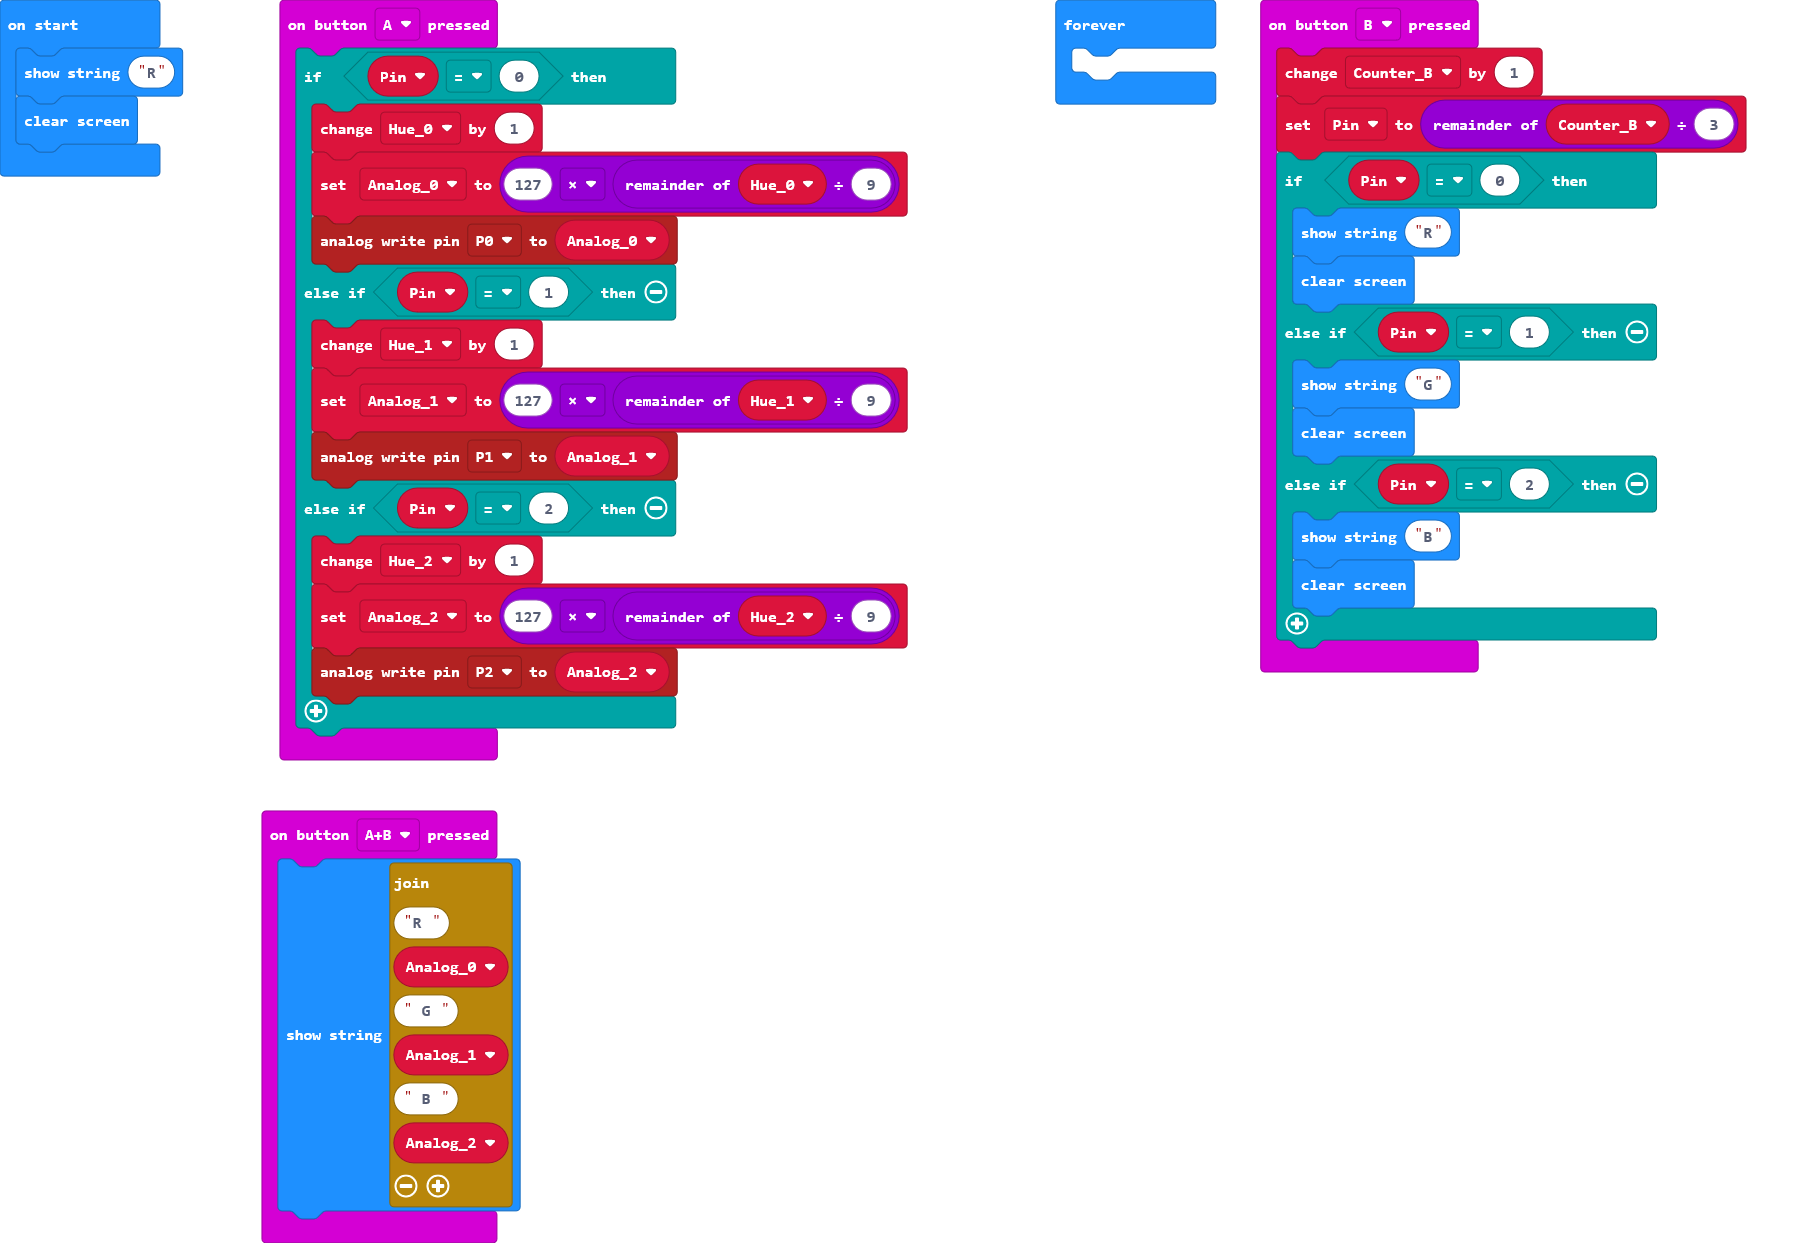 on start
show string "R"
clear screen
on button A pressed
if Pin = 0 then
change Hue_0 by 1
set Analog_0 to 127 × remainder of Hue_0 ÷ 9
analog write pin P0 to Analog_0
else if Pin = 1 then
change Hue_1 by 1
set Analog_1 to 127 × remainder of Hue_1 ÷ 9
analog write pin P1 to Analog_1
else if Pin = 2 then
change Hue_2 by 1
set Analog_2 to 127 × remainder of Hue_2 ÷ 9
analog write pin P2 to Analog_2
forever
on button B pressed
change Counter_B by 1
set Pin to remainder of Counter_B ÷ 3
if Pin = 0 then
show string "R"
clear screen
else if Pin = 1 then
show string "G"
clear screen
else if Pin = 2 then
show string "B"
clear screen
on button A+B pressed
show string
join
"R "
Analog_0
" G "
Analog_1
" B "
Analog_2